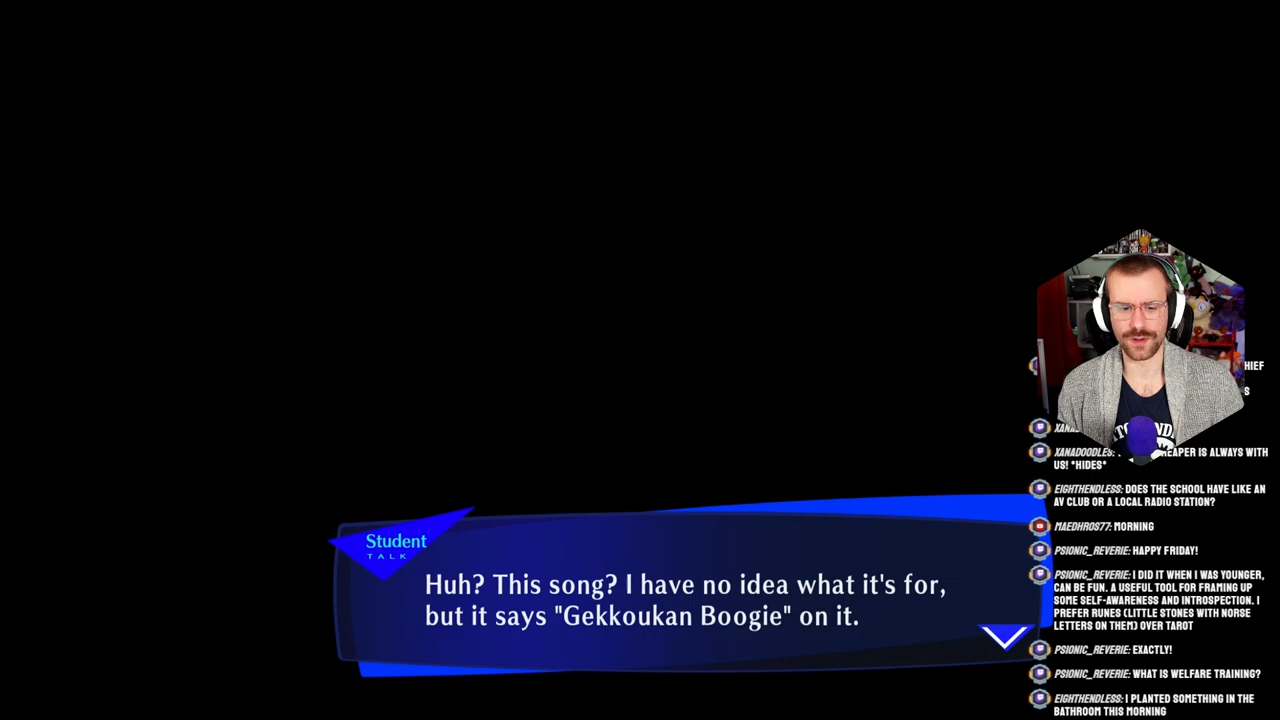 Student
TALK
Huh? This song? I have no idea what it's for,
but it says "Gekkoukan Boogie" on it.
HIEF
S
XANADOODLES: EAPER IS ALWAYS WITH
US! *HIDES*
EIGHTHENDLESS: DOES THE SCHOOL HAVE LIKE AN
AV CLUB OR A LOCAL RADIO STATION?
MAEDHROS77: MORNING
PSIONIC_REVERIE: HAPPY FRIDAY!
PSIONIC_REVERIE: I DID IT WHEN I WAS YOUNGER,
CAN BE FUN. A USEFUL TOOL FOR FRAMING UP
SOME SELF-AWARENESS AND INTROSPECTION. I
PREFER RUNES (LITTLE STONES WITH NORSE
LETTERS ON THEM) OVER TAROT
PSIONIC_REVERIE: EXACTLY!
PSIONIC_REVERIE: WHAT IS WELFARE TRAINING?
EIGHTHENDLESS: I PLANTED SOMETHING IN THE
BATHROOM THIS MORNING